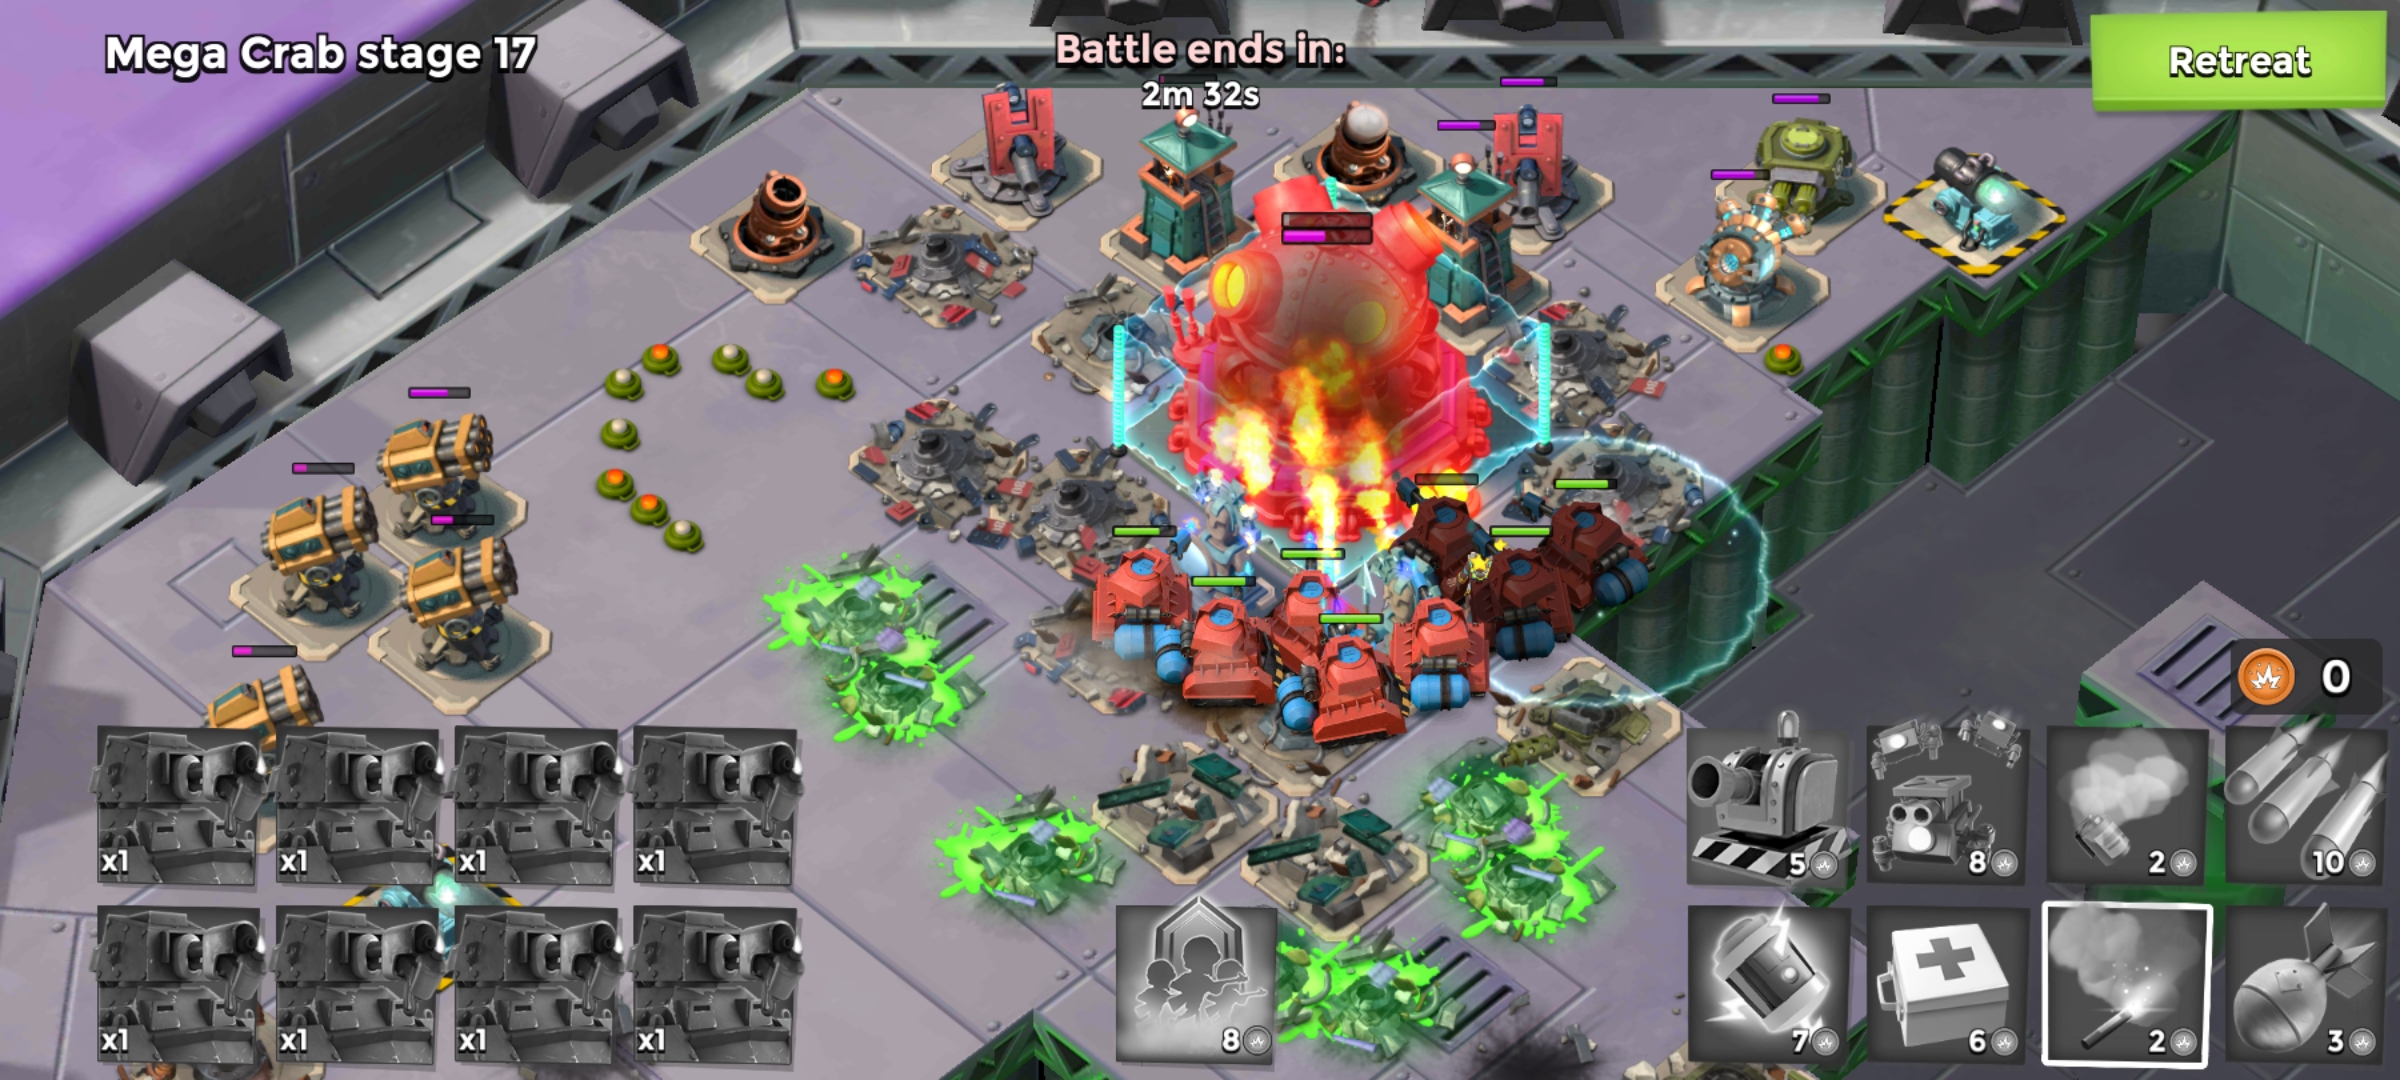 Mega Crab stage 17
Battle ends in:
2m 32s
Retreat
0
x1
x1
x1
x1
5
8
2
10
x1
x1
x1
x1
8
7
6
2
3